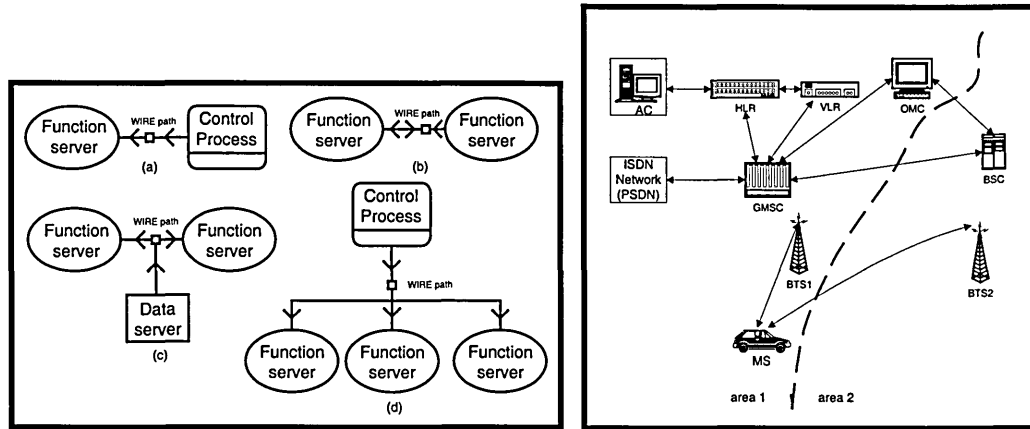 Function
server
WIRE path
Control
Process
(a)
Function
server
WIRE path
Function
server
(b)
Function
server
WIRE path
Function
server
Data
server
(c)
Control
Process
WIRE path
Function
server
Function
server
Function
server
(d)
AC
HLR
VLR
OMC
ISDN
Network
(PSDN)
GMSC
BSC
BTS1
BTS2
MS
area 1
area 2